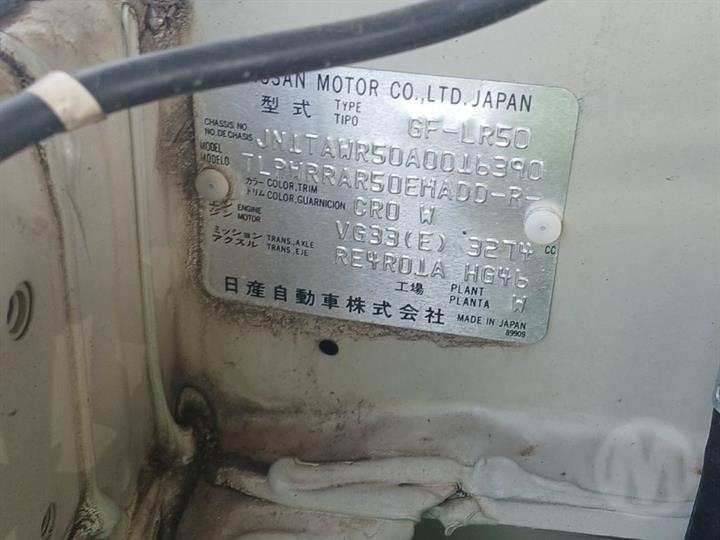 MOTOR CO.,LTD.JAPAN
型式 TYPE TIPO GF-LR50
CHASSIS NO. NO.DE CHASIS JN1TAWR50A0016390
MODEL MODELO TLP4RRAR50EHADD-R-
カラー COLOR,TRIM トリム COLOR,GUARNICION CR0 W
エンジン ENGINE MOTOR VG33(E) 3274 CC
ミッション アクスル TRANS.,AXLE TRANS.,EJE RE4R01A HG46
工場 PLANT PLANTA W
日産自動車株式会社 MADE IN JAPAN
89909
M